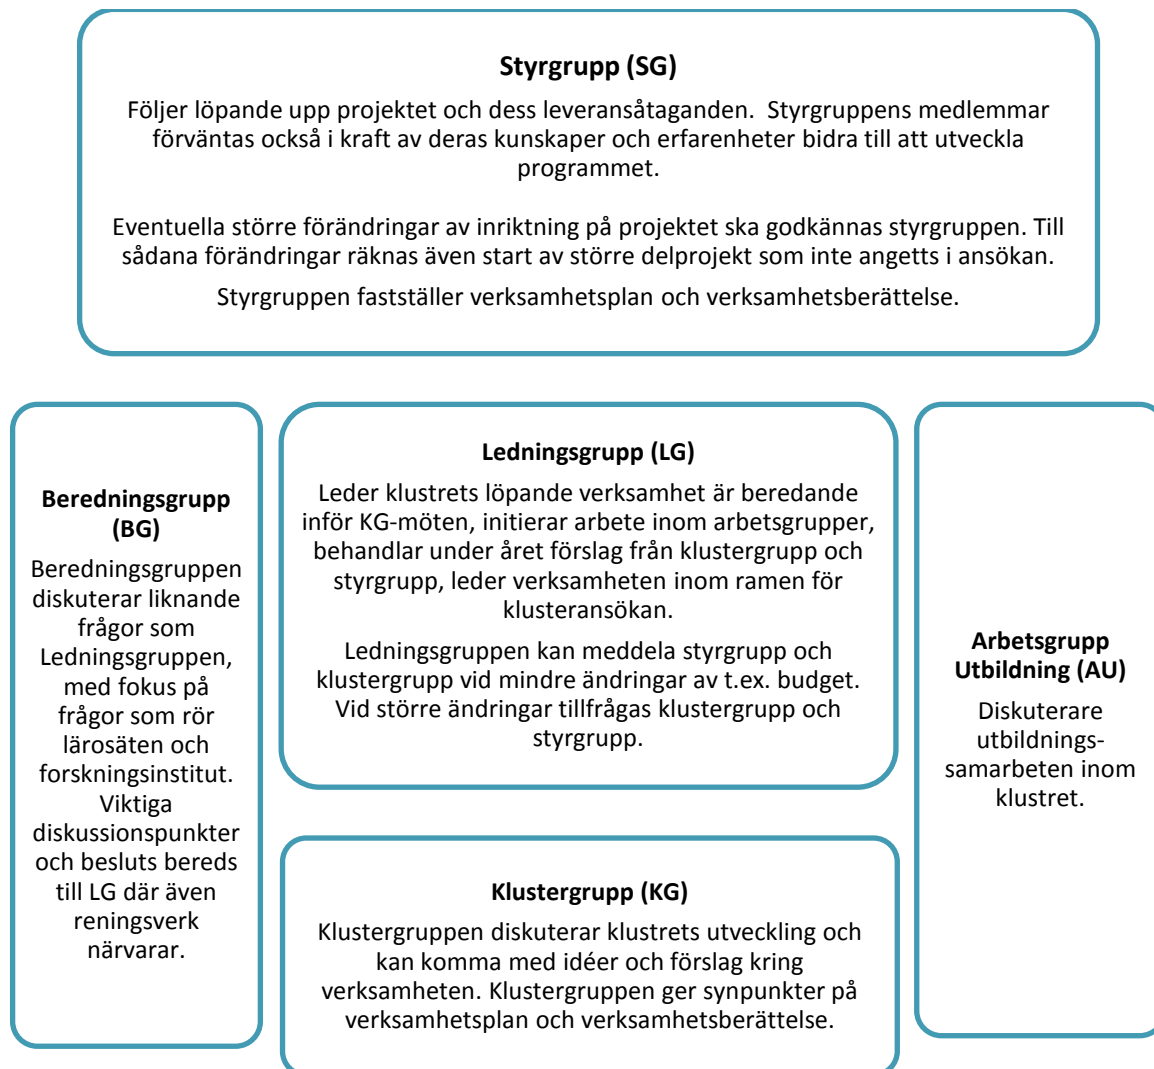 Styrgrupp (SG)
Följer löpande upp projektet och dess leveransåtaganden.  Styrgruppens medlemmar
förväntas också i kraft av deras kunskaper och erfarenheter bidra till att utveckla
programmet.
Eventuella större förändringar av inriktning på projektet ska godkännas styrgruppen. Till
sådana förändringar räknas även start av större delprojekt som inte angetts i ansökan.
Styrgruppen fastställer verksamhetsplan och verksamhetsberättelse.
Beredningsgrupp
(BG)
Beredningsgruppen
diskuterar liknande
frågor som
Ledningsgruppen,
med fokus på
frågor som rör
lärosäten och
forskningsinstitut.
Viktiga
diskussionspunkter
och besluts bereds
till LG där även
reningsverk
närvarar.
Ledningsgrupp (LG)
Leder klustrets löpande verksamhet är beredande
inför KG-möten, initierar arbete inom arbetsgrupper,
behandlar under året förslag från klustergrupp och
styrgrupp, leder verksamheten inom ramen för
klusteransökan.
Ledningsgruppen kan meddela styrgrupp och
klustergrupp vid mindre ändringar av t.ex. budget.
Vid större ändringar tillfrågas klustergrupp och
styrgrupp.
Klustergrupp (KG)
Klustergruppen diskuterar klustrets utveckling och
kan komma med idéer och förslag kring
verksamheten. Klustergruppen ger synpunkter på
verksamhetsplan och verksamhetsberättelse.
Arbetsgrupp
Utbildning (AU)
Diskuterare
utbildnings-
samarbeten inom
klustret.